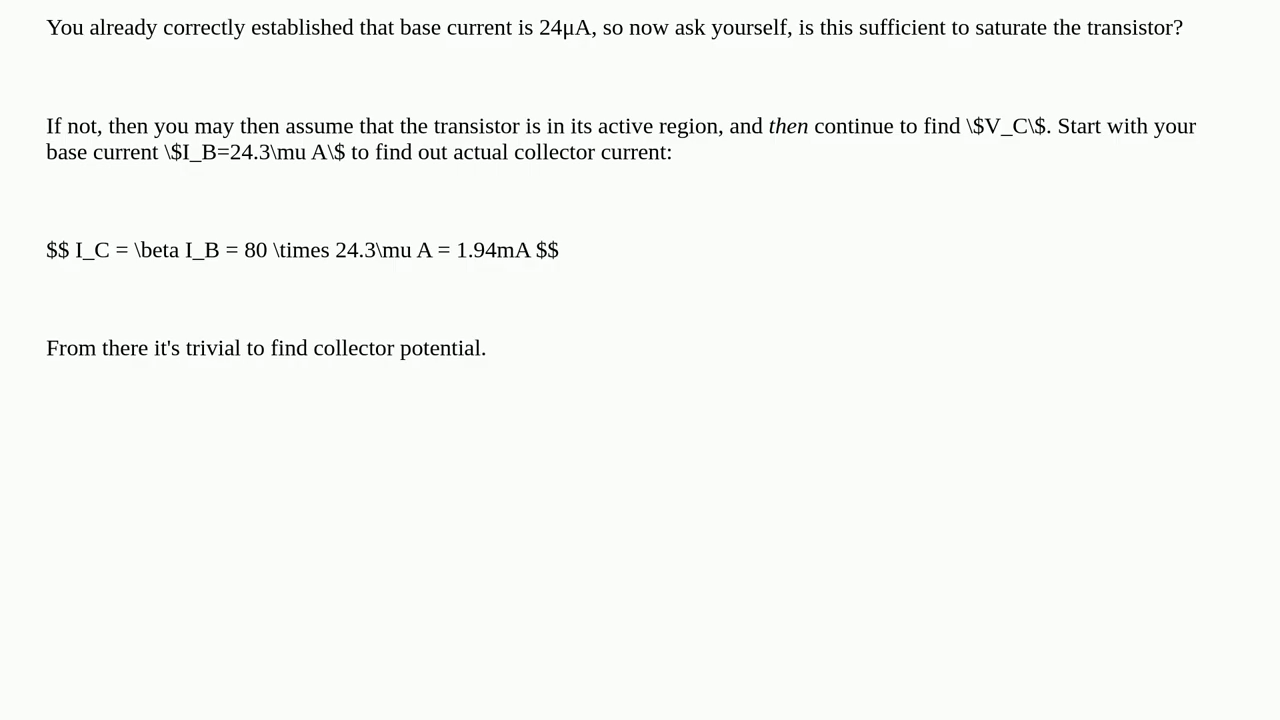 You already correctly established that base current is 24μA, so now ask yourself, is this sufficient to saturate the transistor?
If not, then you may then assume that the transistor is in its active region, and then continue to find \$V_C\$. Start with your
base current \$I_B=24.3\mu A\$ to find out actual collector current:
$$ I_C = \beta I_B = 80 \times 24.3\mu A = 1.94mA $$
From there it's trivial to find collector potential.